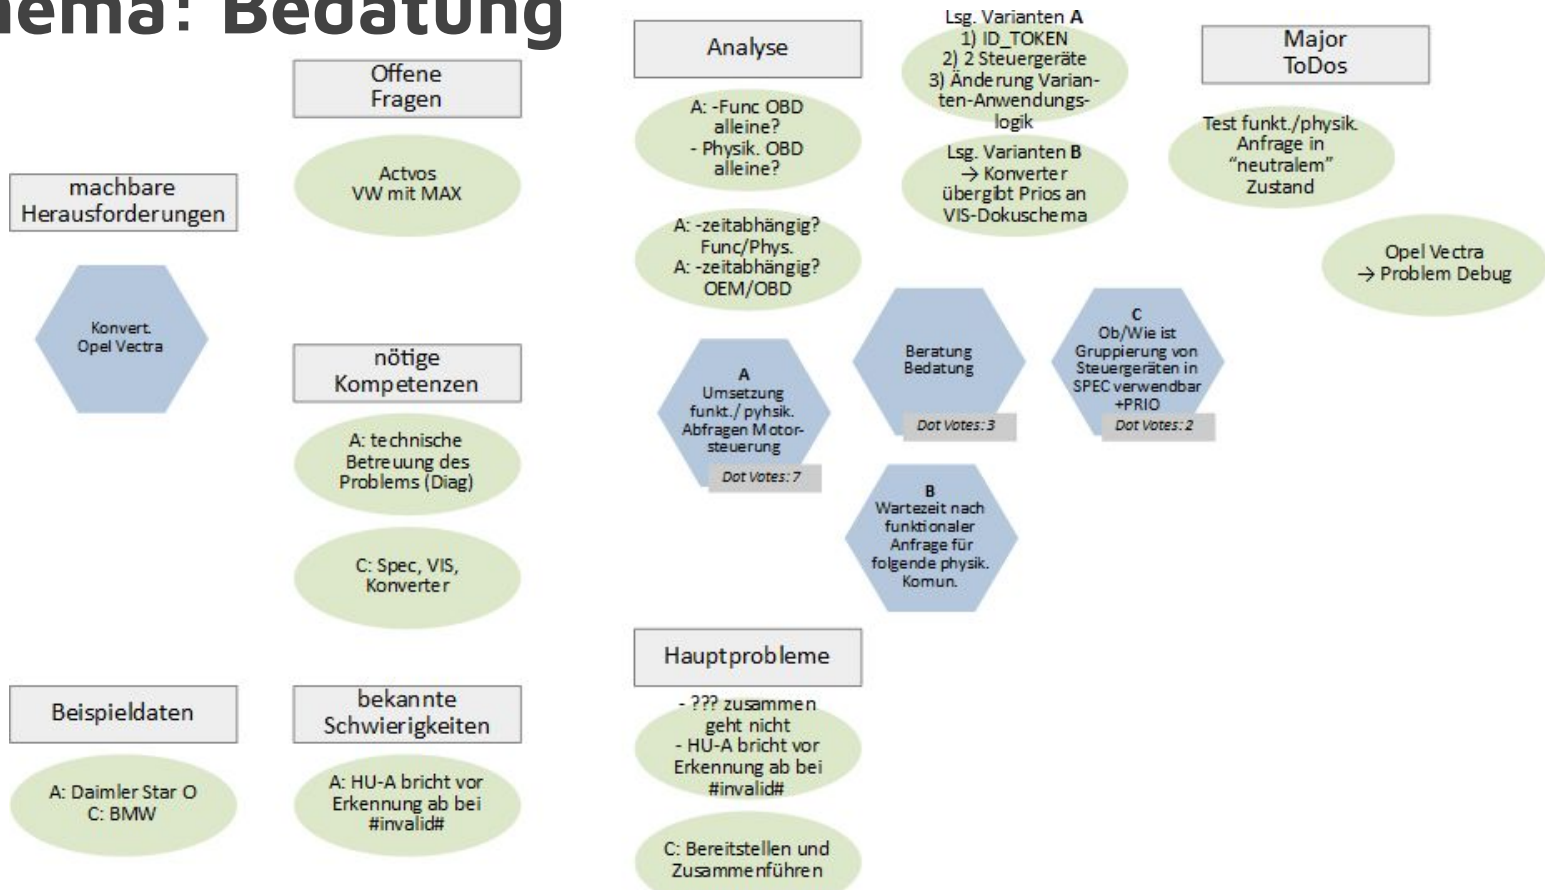 hema: Bedatung
Offene
Fragen
Actvos
VW mit MAX
machbare
Herausforderungen
Konvert.
Opel Vectra
nötige
Kompetenzen
A: technische
Betreuung des
Problems (Diag)
C: Spec, VIS,
Konverter
Beispieldaten
A: Daimler Star O
C: BMW
bekannte
Schwierigkeiten
A: HU-A bricht vor
Erkennung ab bei
#invalid#
Analyse
A: -Func OBD
alleine?
- Physik. OBD
alleine?
A: -zeitabhängig?
Func/Phys.
A: -zeitabhängig?
OEM/OBD
Lsg. Varianten A
1) ID_TOKEN
2) 2 Steuergeräte
3) Änderung Varian-
ten-Anwendungs-
logik
Lsg. Varianten B
→ Konverter
übergibt Prios an
VIS-Dokuschema
Major
ToDos
Test funkt./physik.
Anfrage in
“neutralem”
Zustand
Opel Vectra
→ Problem Debug
A
Umsetzung
funkt./ pyhsik.
Abfragen Motor-
steuerung
Dot Votes: 7
Beratung
Bedatung
Dot Votes: 3
C
Ob/Wie ist
Gruppierung von
Steuergeräten in
SPEC verwendbar
+PRIO
Dot Votes: 2
B
Wartezeit nach
funktionaler
Anfrage für
folgende physik.
Komun.
Hauptprobleme
- ??? zusammen
geht nicht
- HU-A bricht vor
Erkennung ab bei
#invalid#
C: Bereitstellen und
Zusammenführen